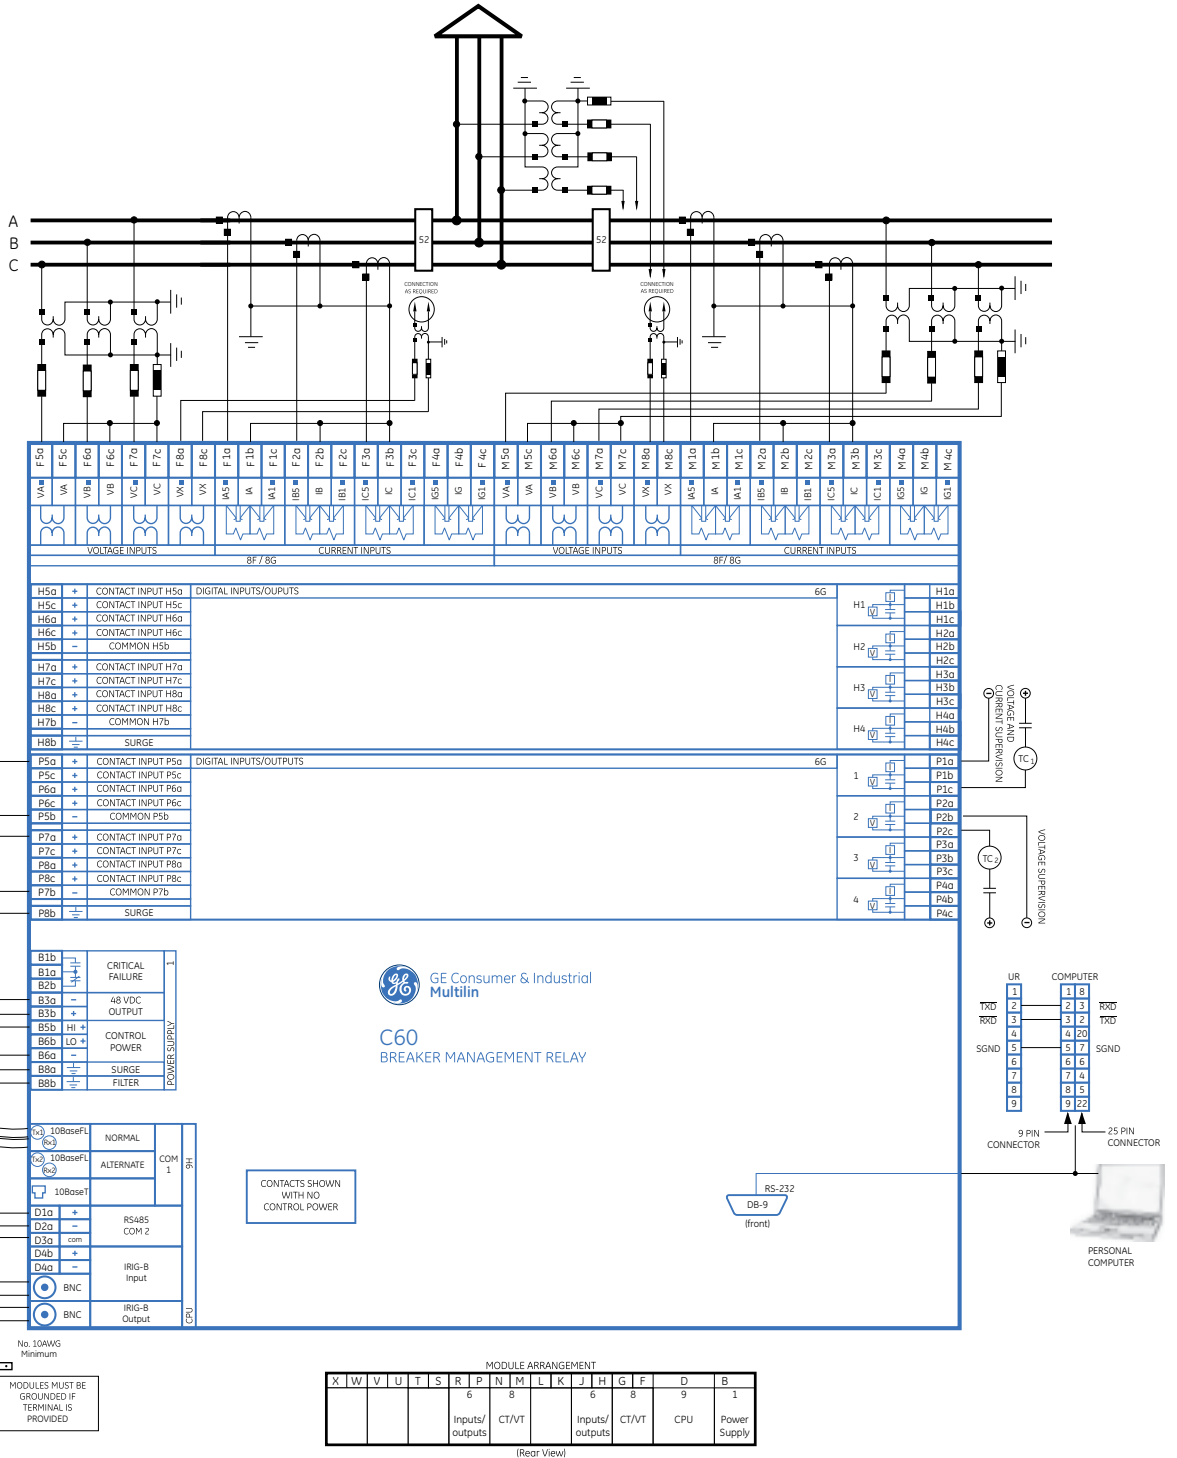 A
B
C
52
52
CONNECTION
AS REQUIRED
CONNECTION
AS REQUIRED
F5a F5c F6a F6c F7a F7c F8a F8c F1a F1b F1c F2a F2b F2c F3a F3b F3c F4a F4b F4c M5a M5c M6a M6c M7a M7c M8a M8c M1a M1b M1c M2a M2b M2c M3a M3b M3c M4a M4b M4c
VA VA VB VB VC VC VX VX IA5 IA IA1 IB5 IB IB1 IC5 IC IC1 IG5 IG IG1 VA VA VB VB VC VC VX VX IA5 IA IA1 IB5 IB IB1 IC5 IC IC1 IG5 IG IG1
VOLTAGE INPUTS CURRENT INPUTS VOLTAGE INPUTS CURRENT INPUTS
8F / 8G 8F/ 8G
H5a + CONTACT INPUT H5a DIGITAL INPUTS/OUPUTS 6G
H5c + CONTACT INPUT H5c
H6a + CONTACT INPUT H6a
H6c + CONTACT INPUT H6c
H5b – COMMON H5b
H7a + CONTACT INPUT H7a
H7c + CONTACT INPUT H7c
H8a + CONTACT INPUT H8a
H8c + CONTACT INPUT H8c
H7b – COMMON H7b
H8b SURGE
H1 I V H1a
H1b
H1c
H2 I V H2a
H2b
H2c
H3 I V H3a
H3b
H3c
H4 I V H4a
H4b
H4c
VOLTAGE AND
CURRENT SUPERVISION
TC 1
P5a + CONTACT INPUT P5a DIGITAL INPUTS/OUTPUTS 6G
P5c + CONTACT INPUT P5c
P6a + CONTACT INPUT P6a
P6c + CONTACT INPUT P6c
P5b – COMMON P5b
P7a + CONTACT INPUT P7a
P7c + CONTACT INPUT P7c
P8a + CONTACT INPUT P8a
P8c + CONTACT INPUT P8c
P7b – COMMON P7b
P8b SURGE
1 I V P1a
P1b
P1c
2 I V P2a
P2b
P2c
3 I V P3a
P3b
P3c
4 I V P4a
P4b
P4c
TC 2
VOLTAGE SUPERVISION
B1b
B1a
B2b
CRITICAL
FAILURE
B3a –
B3b +
48 VDC
OUTPUT
B5b HI +
B6b LO +
B6a –
CONTROL
POWER
B8a SURGE
B8b FILTER
POWER SUPPLY 1
GE Consumer & Industrial
Multilin
C60
BREAKER MANAGEMENT RELAY
UR COMPUTER
1 1 8
TXD 2 2 3 RXD
RXD 3 3 2 TXD
4 4 20
SGND 5 5 7 SGND
6 6 6
7 7 4
8 8 5
9 9 22
9 PIN
CONNECTOR
25 PIN
CONNECTOR
Tx1 10BaseFL
Rx1
NORMAL
Tx2 10BaseFL
Rx2
ALTERNATE
10BaseT
COM
1
9H
D1a +
D2a –
D3a com
RS485
COM 2
D4b +
D4a –
BNC
IRIG-B
Input
BNC
IRIG-B
Output
CPU
CONTACTS SHOWN
WITH NO
CONTROL POWER
RS-232
DB-9
(front)
PERSONAL
COMPUTER
No. 10AWG
Minimum
MODULES MUST BE
GROUNDED IF
TERMINAL IS
PROVIDED
MODULE ARRANGEMENT
X W V U T S R P N M L K J H G F D B
6 8 6 8 9 1
Inputs/
outputs
CT/VT
Inputs/
outputs
CT/VT
CPU
Power
Supply
(Rear View)